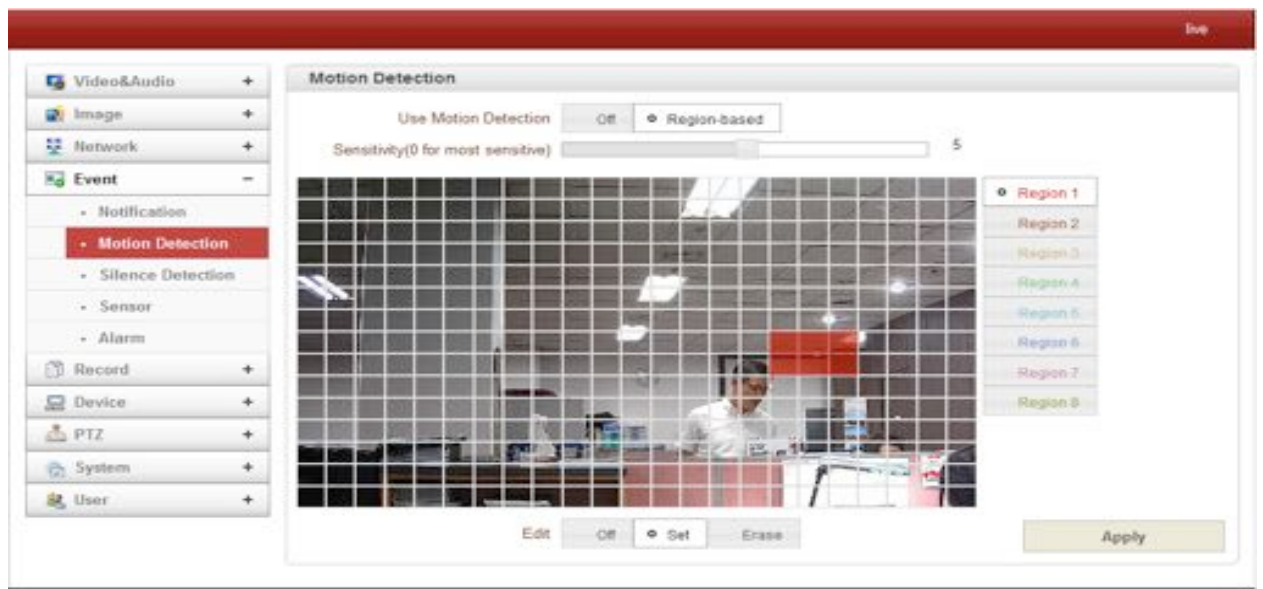 live
Video&Audio +
Image +
Network +
Event −
Notification
Motion Detection
Silence Detection
Sensor
Alarm
Record +
Device +
PTZ +
System +
User +
Motion Detection
Use Motion Detection Off Region-based
Sensitivity(0 for most sensitive) 5
Region 1
Region 2
Region 3
Region 4
Region 5
Region 6
Region 7
Region 8
Edit Off Set Erase
Apply